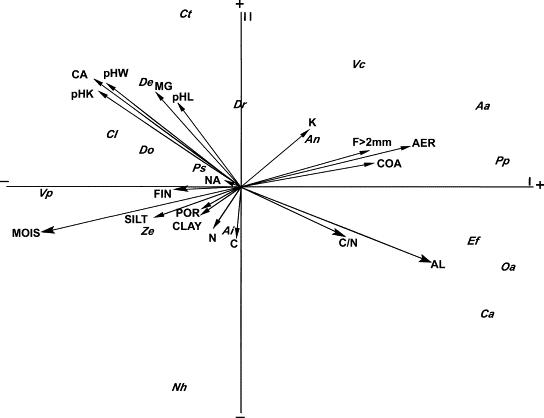 +
Ct
II
Vc
CA pHW De MG
pHK pHL
Dr
Aa
K
Cl
An
Do
F>2mm AER
Ps
COA
Pp
NA
− I +
Vp FIN
POR
SILT
CLAY
Ze
MOIS
N Ai
C
C/N
Ef
AL
Oa
Ca
Nh
−